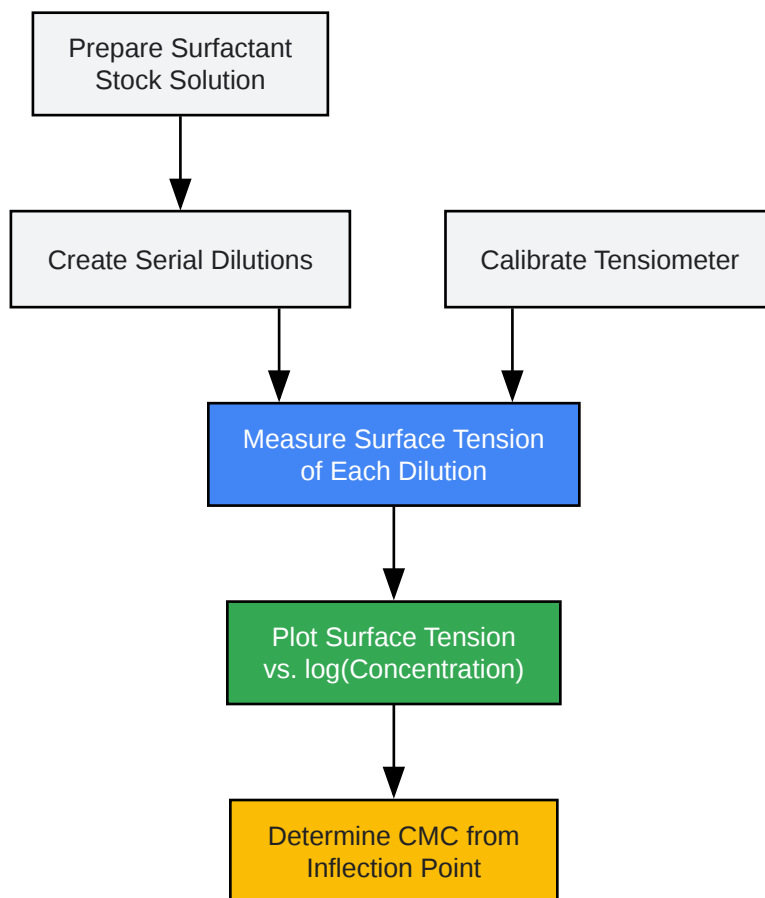 Prepare Surfactant
Stock Solution
Create Serial Dilutions
Calibrate Tensiometer
Measure Surface Tension
of Each Dilution
Plot Surface Tension
vs. log(Concentration)
Determine CMC from
Inflection Point